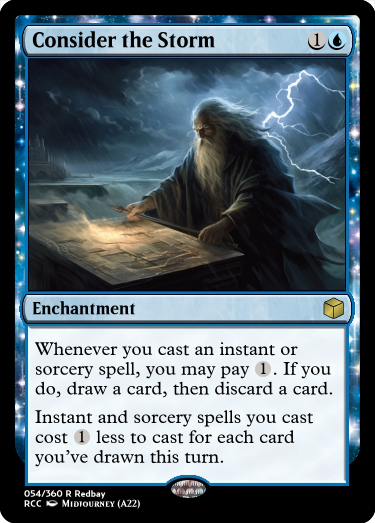 Consider the Storm 1
Enchantment
Whenever you cast an instant or
sorcery spell, you may pay 1. If you
do, draw a card, then discard a card.
Instant and sorcery spells you cast
cost 1 less to cast for each card
you've drawn this turn.
054/360 R Redbay
RCC Midjourney (A22)